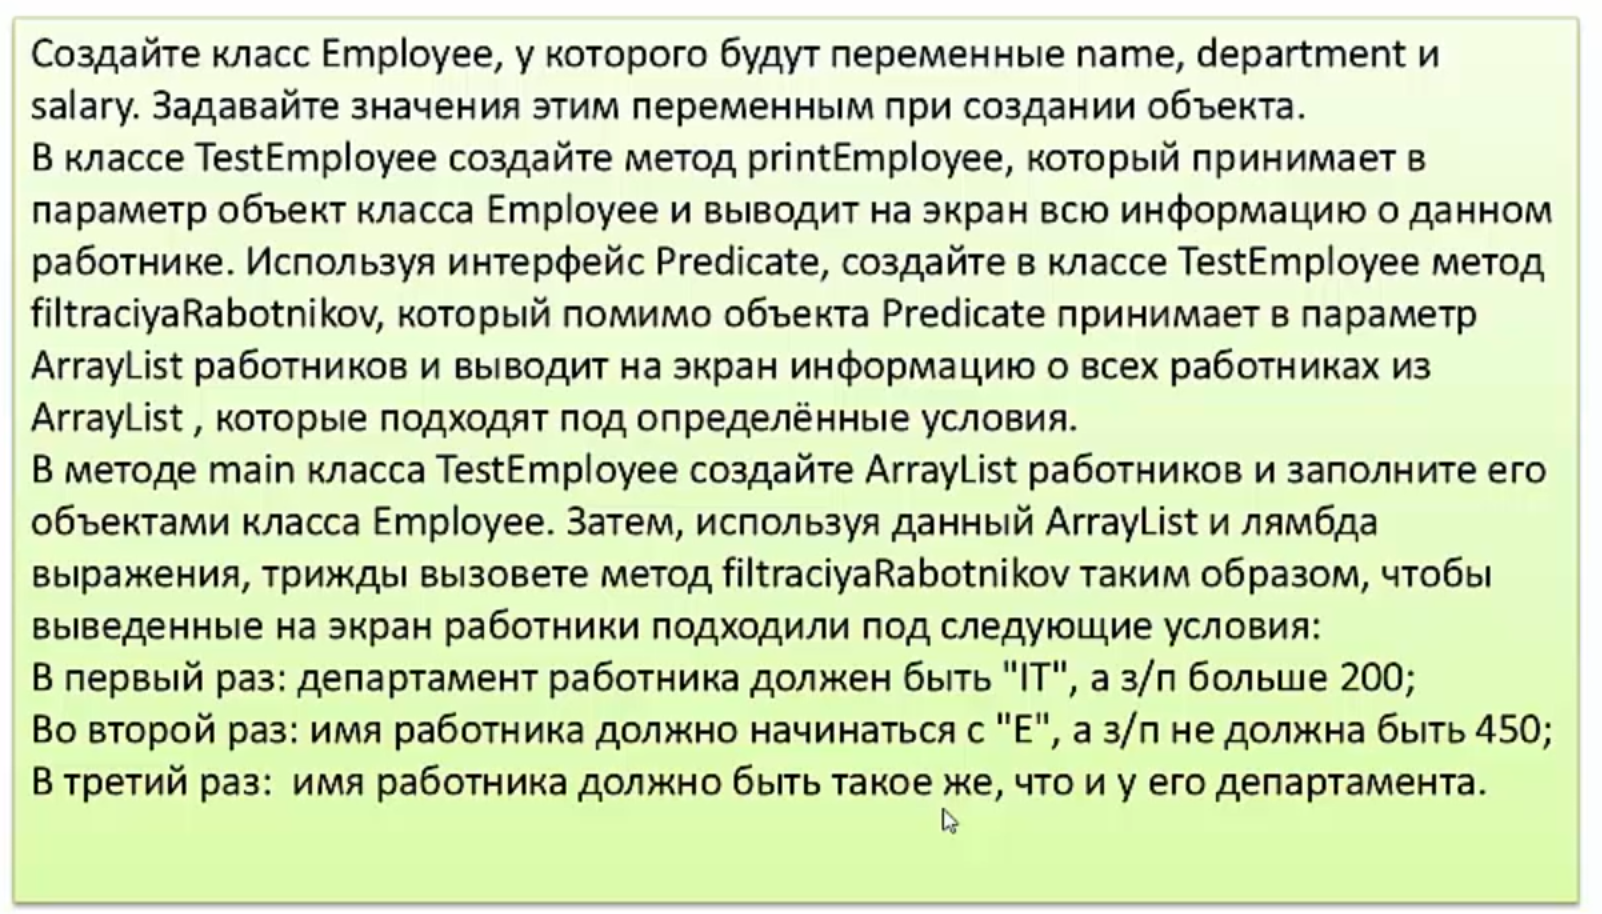 Создайте класс Employee, у которого будут переменные name, department и
salary. Задавайте значения этим переменным при создании объекта.
В классе TestEmployee создайте метод printEmployee, который принимает в
параметр объект класса Employee и выводит на экран всю информацию о данном
работнике. Используя интерфейс Predicate, создайте в классе TestEmployee метод
filtraciyaRabotnikov, который помимо объекта Predicate принимает в параметр
ArrayList работников и выводит на экран информацию о всех работниках из
ArrayList , которые подходят под определённые условия.
В методе main класса TestEmployee создайте ArrayList работников и заполните его
объектами класса Employee. Затем, используя данный ArrayList и лямбда
выражения, трижды вызовете метод filtraciyaRabotnikov таким образом, чтобы
выведенные на экран работники подходили под следующие условия:
В первый раз: департамент работника должен быть "IT", а з/п больше 200;
Во второй раз: имя работника должно начинаться с "E", а з/п не должна быть 450;
В третий раз:  имя работника должно быть такое же, что и у его департамента.